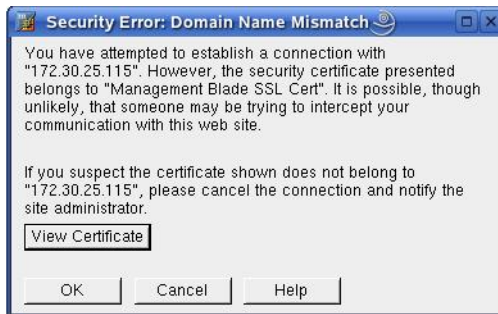 Security Error: Domain Name Mismatch
You have attempted to establish a connection with
"172.30.25.115". However, the security certificate presented
belongs to "Management Blade SSL Cert". It is possible, though
unlikely, that someone may be trying to intercept your
communication with this web site.
If you suspect the certificate shown does not belong to
"172.30.25.115", please cancel the connection and notify the
site administrator.
View Certificate
OK Cancel Help